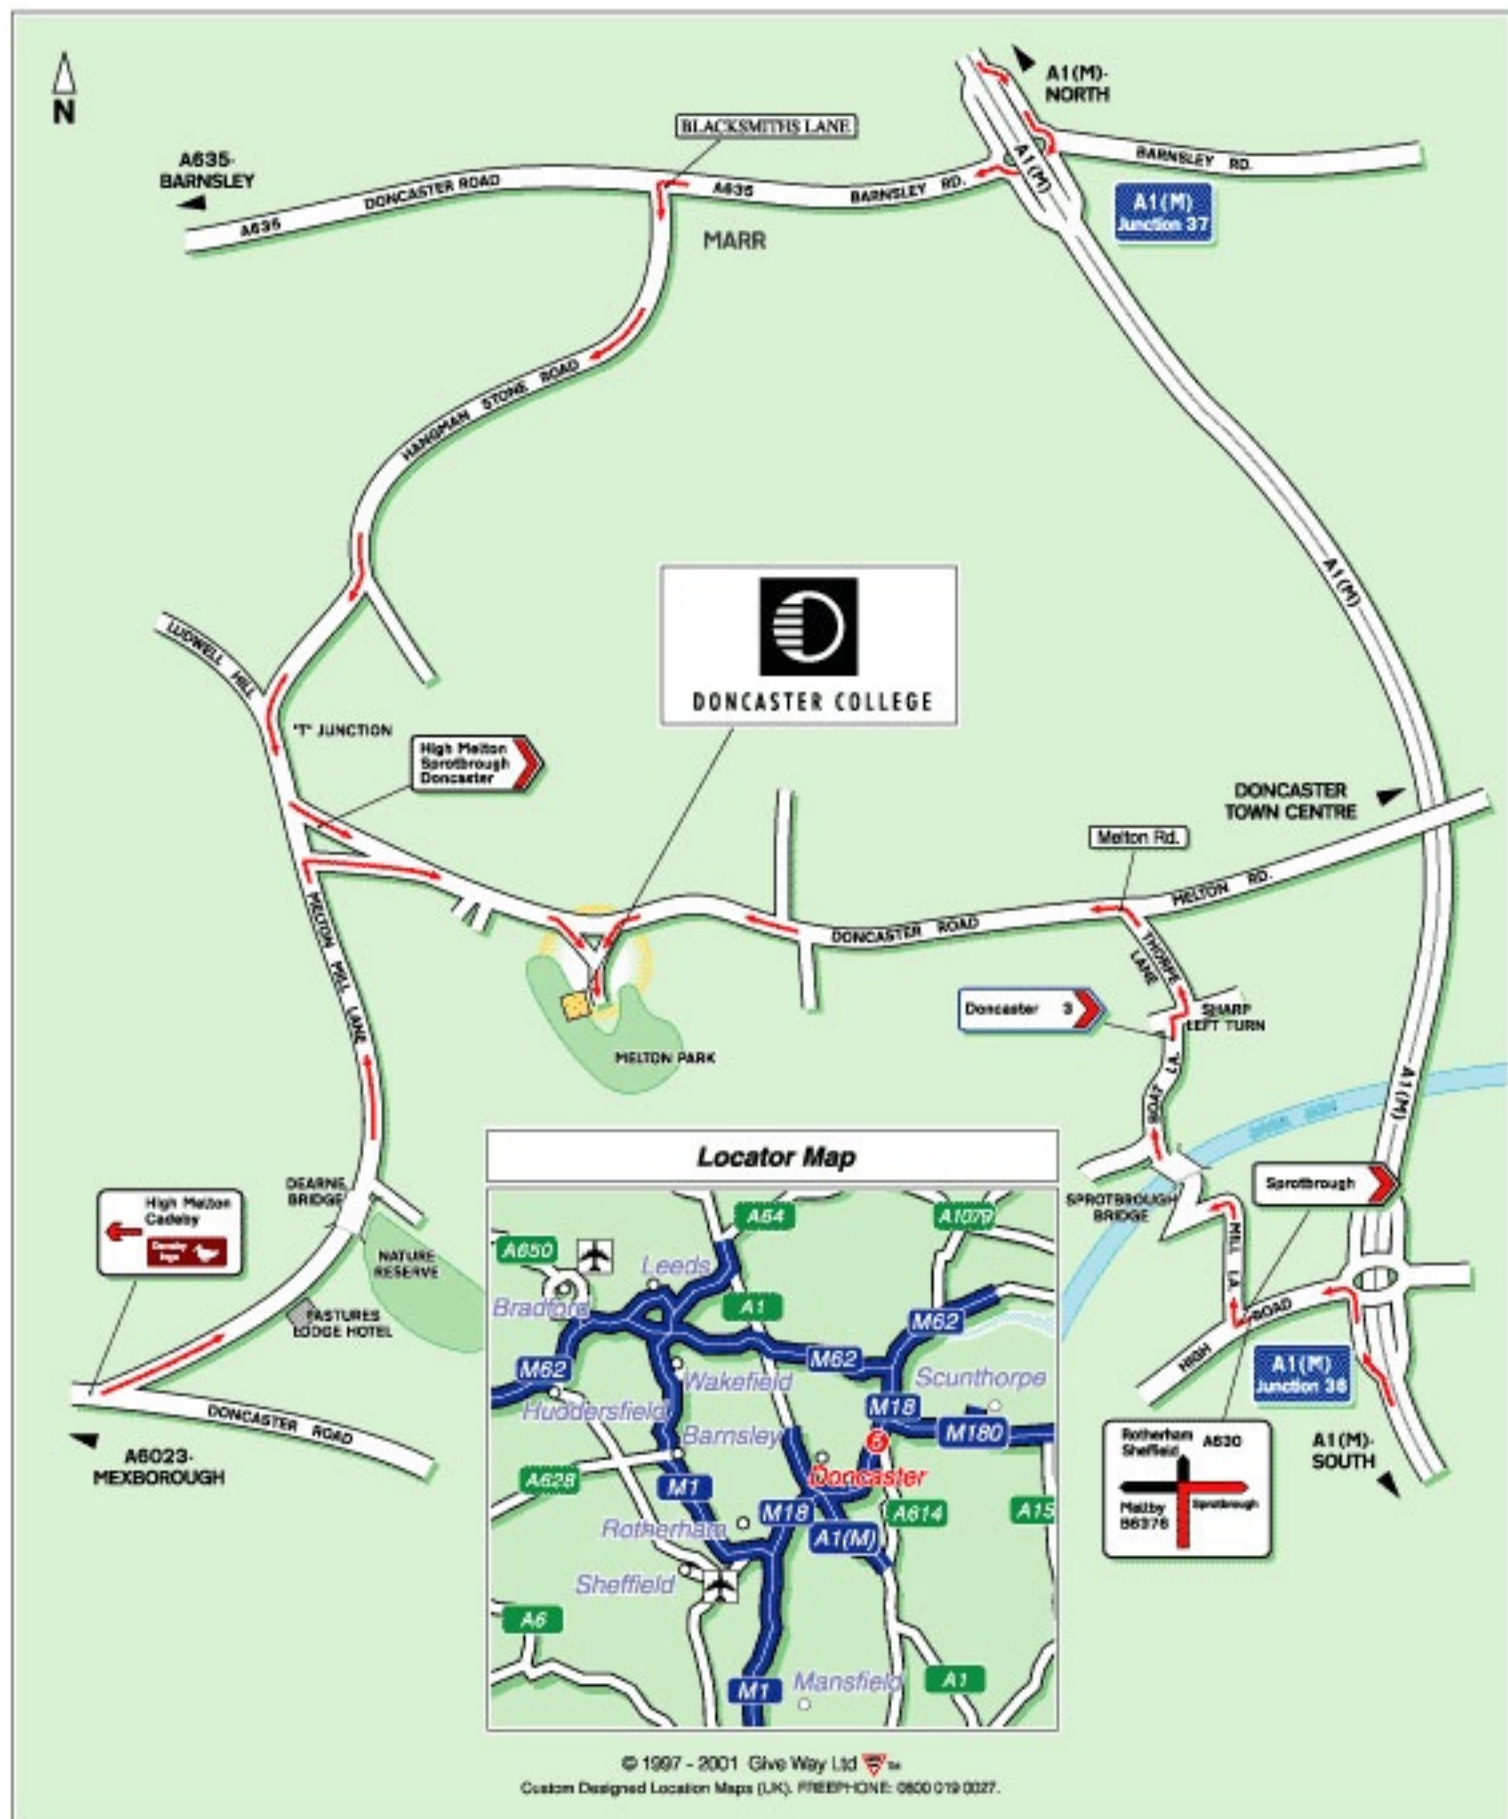 N
A1(M)-
NORTH
BLACKSMITHS LANE
A635-
BARNSLEY
A635
DONCASTER ROAD
A635
BARNSLEY RD.
A1(M)
BARNSLEY RD.
A1(M)
Junction 37
MARR
HANGMAN STONE ROAD
A1(M)
DONCASTER COLLEGE
LUDWELL HILL
"T" JUNCTION
High Melton
Sprotbrough
Doncaster
DONCASTER
TOWN CENTRE
Melton Rd.
MELTON RD.
DONCASTER ROAD
THORPE
LANE
MELTON MILL LANE
Doncaster 3
SHARP
LEFT TURN
MELTON PARK
BOAT LA.
A1(M)
DEARNE
BRIDGE
High Melton
Cadeby
NATURE
RESERVE
PASTURES
LODGE HOTEL
DONCASTER ROAD
A6023-
MEXBOROUGH
SPROTBROUGH
BRIDGE
Sprotbrough
MILL LA.
HIGH ROAD
A1(M)
Junction 36
A1(M)-
SOUTH
Rotherham
Sheffield
A630
Maltby
B6376
Sprotbrough
Locator Map
A64
A1079
A650
Leeds
Bradford
A1
M62
M62
M62
Wakefield
Scunthorpe
Huddersfield
M18
Barnsley
M180
5
A628
M1
Doncaster
M18
A614
A15
Rotherham
A1(M)
Sheffield
A6
M1
Mansfield
A1
© 1997 - 2001 Give Way Ltd TM
Custom Designed Location Maps (UK). FREEPHONE: 0800 019 0027.